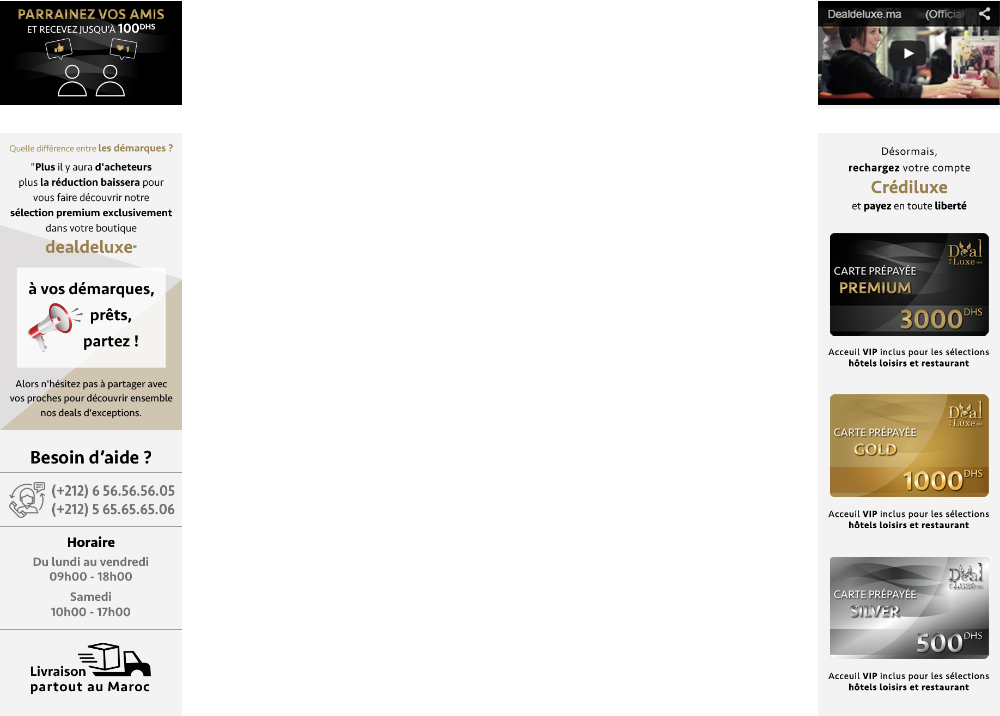 PARRAINEZ VOS AMIS
ET RECEVEZ JUSQU'À 100DHS
1
Quelle différence entre les démarques ?
"Plus il y aura d'acheteurs
plus la réduction baissera pour
vous faire découvrir notre
sélection premium exclusivement
dans votre boutique
dealdeluxe
à vos démarques,
prêts,
partez !
Alors n'hésitez pas à partager avec
vos proches pour découvrir ensemble
nos deals d'exceptions.
Besoin d'aide ?
(+212) 6 56.56.56.05
(+212) 5 65.65.65.06
Horaire
Du lundi au vendredi
09h00 - 18h00
Samedi
10h00 - 17h00
Livraison
partout au Maroc
Dealdeluxe.ma (Official
Désormais,
rechargez votre compte
Crédiluxe
et payez en toute liberté
Deal
Luxe
CARTE PRÉPAYÉE
PREMIUM
3000 DHS
Acceuil VIP inclus pour les sélections
hôtels loisirs et restaurant
Deal
Luxe
CARTE PRÉPAYÉE
GOLD
1000 DHS
Acceuil VIP inclus pour les sélections
hôtels loisirs et restaurant
Deal
Luxe
CARTE PRÉPAYÉE
SILVER
500 DHS
Acceuil VIP inclus pour les sélections
hôtels loisirs et restaurant